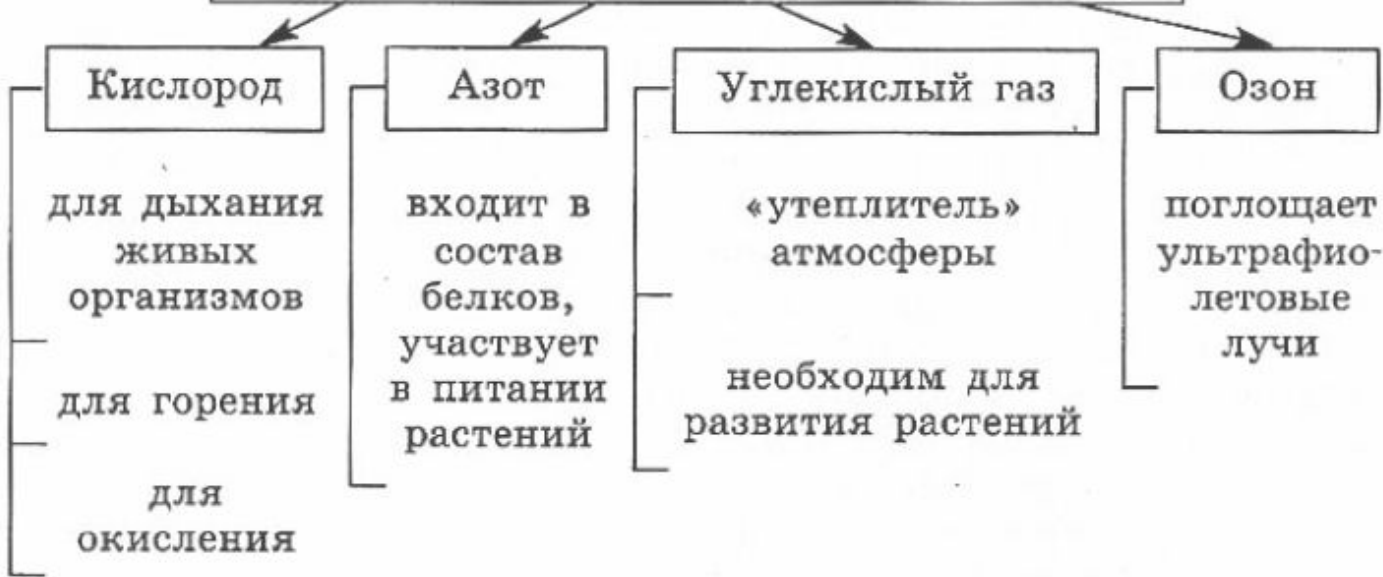 Кислород
для дыхания
живых
организмов
для горения
для
окисления
Азот
входит в
состав
белков,
участвует
в питании
растений
Углекислый газ
«утеплитель»
атмосферы
необходим для
развития растений
Озон
поглощает
ультрафио-
летовые
лучи